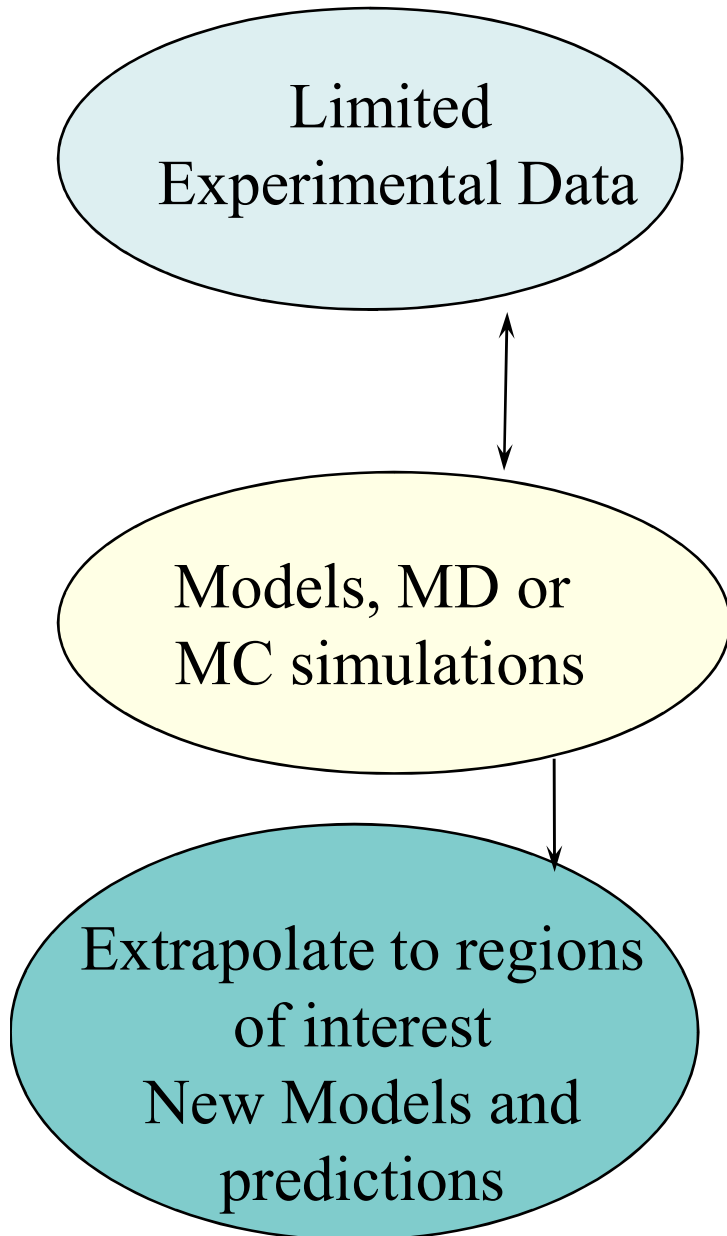 Limited
Experimental Data
Models, MD or
MC simulations
Extrapolate to regions
of interest
New Models and
predictions